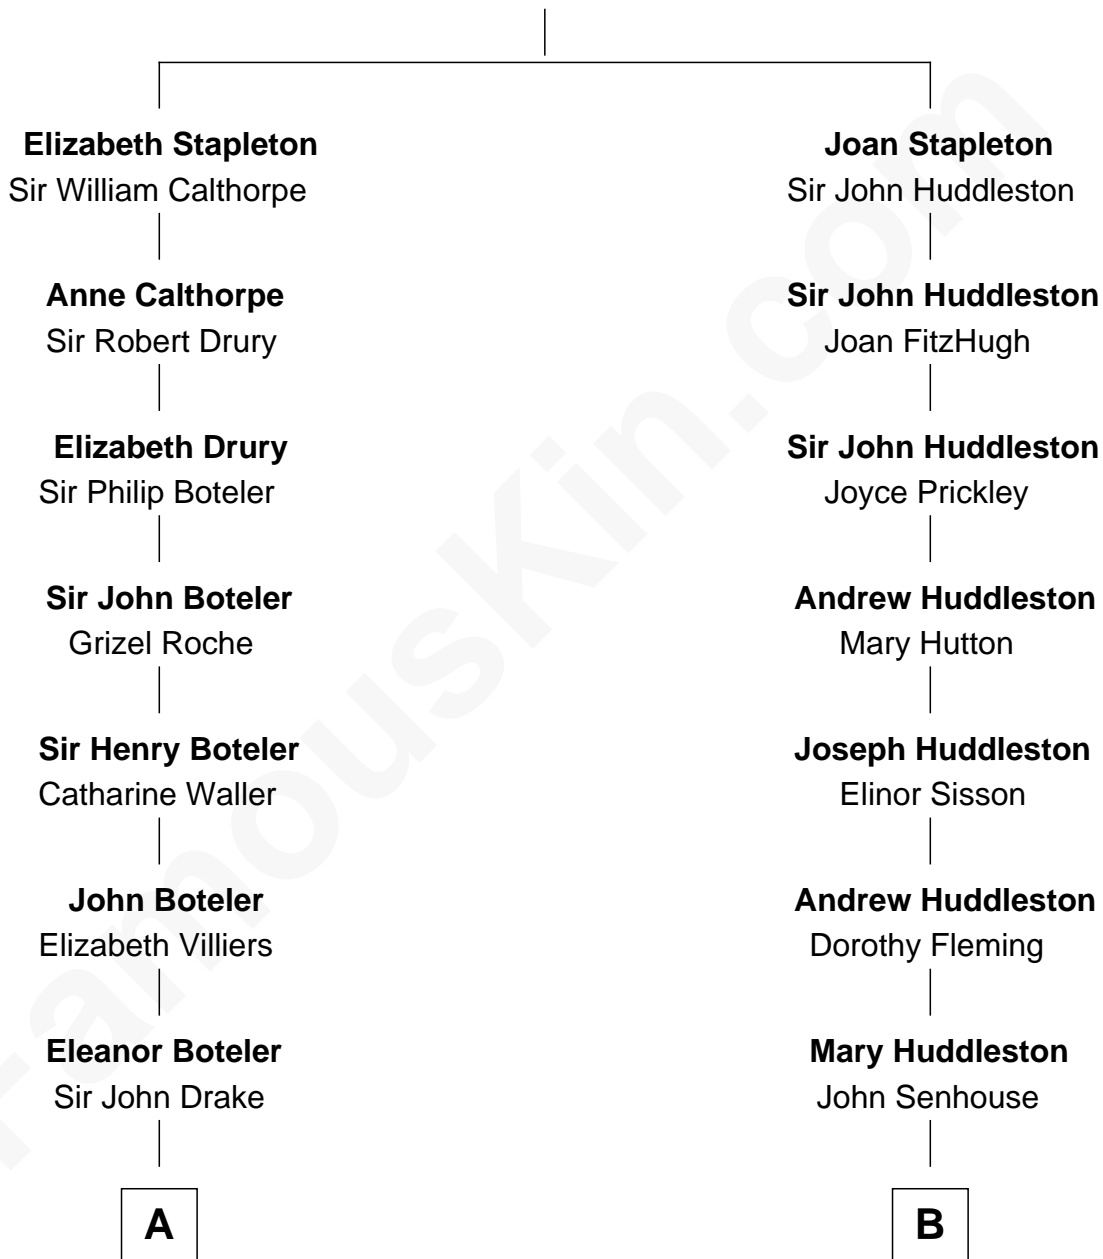 Elizabeth Stapleton
Sir William Calthorpe
Joan Stapleton
Sir John Huddleston
Anne Calthorpe
Sir Robert Drury
Sir John Huddleston
Joan FitzHugh
Elizabeth Drury
Sir Philip Boteler
Sir John Huddleston
Joyce Prickley
Sir John Boteler
Grizel Roche
Andrew Huddleston
Mary Hutton
Sir Henry Boteler
Catharine Waller
Joseph Huddleston
Elinor Sisson
John Boteler
Elizabeth Villiers
Andrew Huddleston
Dorothy Fleming
Eleanor Boteler
Sir John Drake
Mary Huddleston
John Senhouse
A
B
FamousKin.com